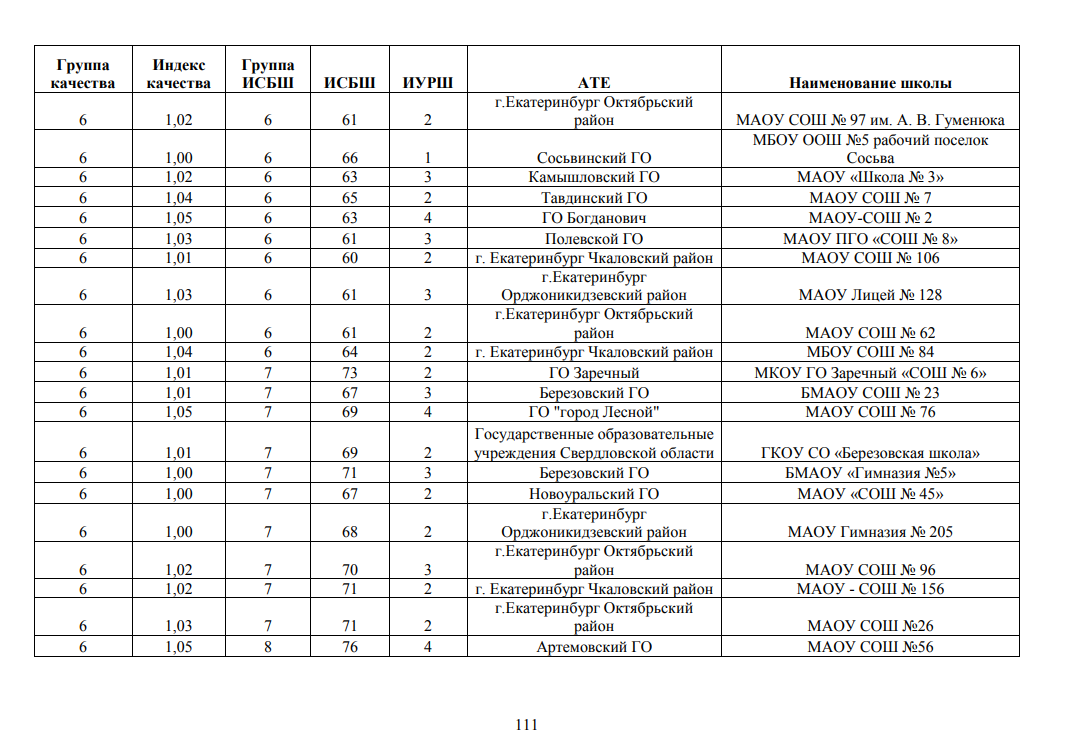 Группа качества Индекс качества Группа ИСБШ ИСБШ ИУРШ АТЕ Наименование школы
6 1,02 6 61 2 г.Екатеринбург Октябрьский район МАОУ СОШ № 97 им. А. В. Гуменюка
6 1,00 6 66 1 Сосьвинский ГО МБОУ ООШ №5 рабочий поселок Сосьва
6 1,02 6 63 3 Камышловский ГО МАОУ «Школа № 3»
6 1,04 6 65 2 Тавдинский ГО МАОУ СОШ № 7
6 1,05 6 63 4 ГО Богданович МАОУ-СОШ № 2
6 1,03 6 61 3 Полевской ГО МАОУ ПГО «СОШ № 8»
6 1,01 6 60 2 г. Екатеринбург Чкаловский район МАОУ СОШ № 106
6 1,03 6 61 3 г.Екатеринбург Орджоникидзевский район МАОУ Лицей № 128
6 1,00 6 61 2 г.Екатеринбург Октябрьский район МАОУ СОШ № 62
6 1,04 6 64 2 г. Екатеринбург Чкаловский район МБОУ СОШ № 84
6 1,01 7 73 2 ГО Заречный МКОУ ГО Заречный «СОШ № 6»
6 1,01 7 67 3 Березовский ГО БМАОУ СОШ № 23
6 1,05 7 69 4 ГО "город Лесной" МАОУ СОШ № 76
6 1,01 7 69 2 Государственные образовательные учреждения Свердловской области ГКОУ СО «Березовская школа»
6 1,00 7 71 3 Березовский ГО БМАОУ «Гимназия №5»
6 1,00 7 67 2 Новоуральский ГО МАОУ «СОШ № 45»
6 1,00 7 68 2 г.Екатеринбург Орджоникидзевский район МАОУ Гимназия № 205
6 1,02 7 70 3 г.Екатеринбург Октябрьский район МАОУ СОШ № 96
6 1,02 7 71 2 г. Екатеринбург Чкаловский район МАОУ - СОШ № 156
6 1,03 7 71 2 г.Екатеринбург Октябрьский район МАОУ СОШ №26
6 1,05 8 76 4 Артемовский ГО МАОУ СОШ №56
111